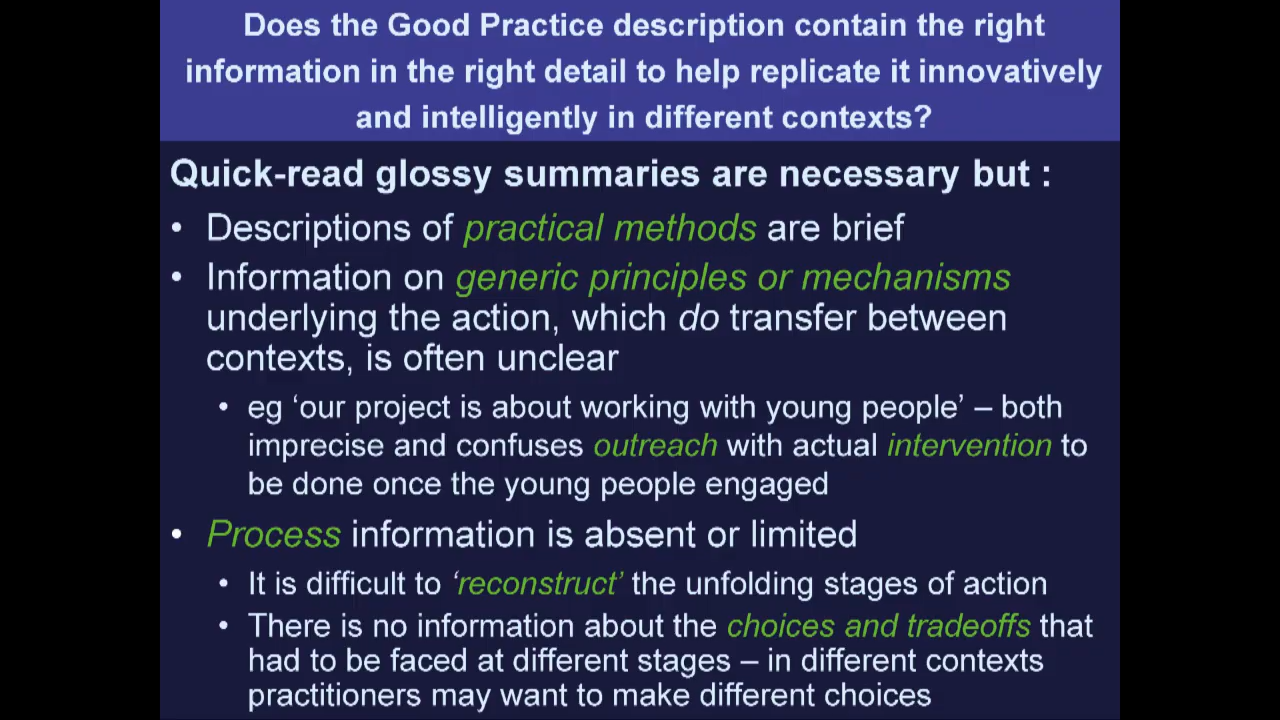 Does the Good Practice description contain the right
information in the right detail to help replicate it innovatively
and intelligently in different contexts?
Quick-read glossy summaries are necessary but :
• Descriptions of practical methods are brief
• Information on generic principles or mechanisms
underlying the action, which do transfer between
contexts, is often unclear
• eg ‘our project is about working with young people’ – both
imprecise and confuses outreach with actual intervention to
be done once the young people engaged
• Process information is absent or limited
• It is difficult to ‘reconstruct’ the unfolding stages of action
• There is no information about the choices and tradeoffs that
had to be faced at different stages – in different contexts
practitioners may want to make different choices